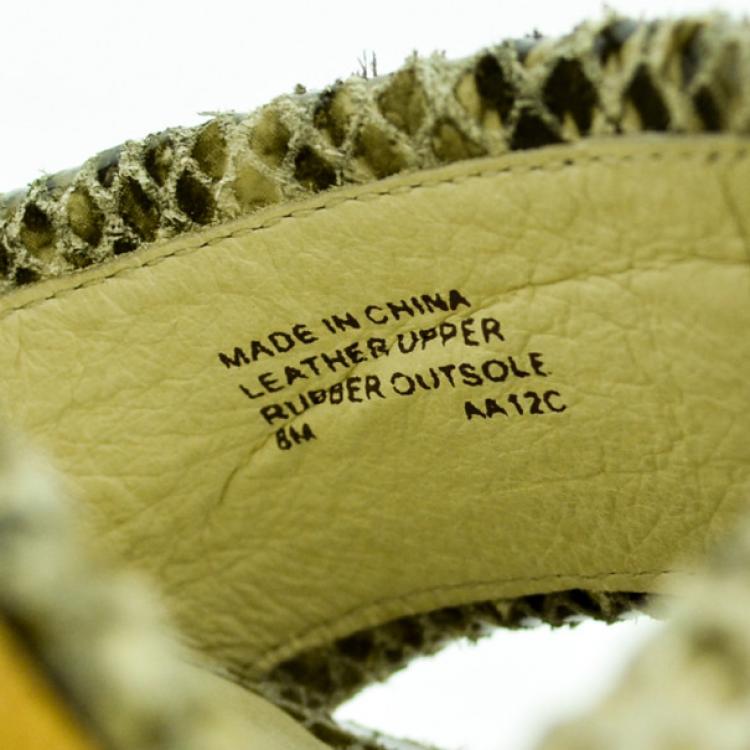 MADE IN CHINA
LEATHER UPPER
RUBBER OUTSOLE
8M AA12C